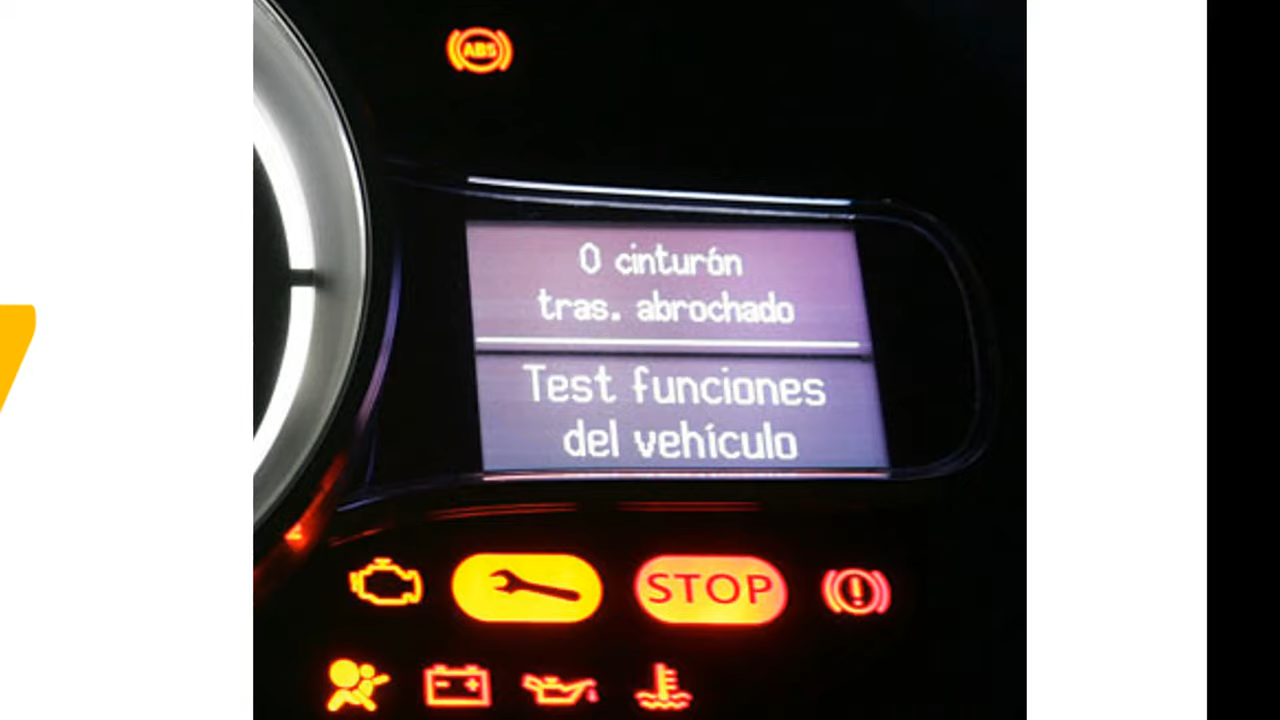 ABS
0 cinturón
tras. abrochado
Test funciones
del vehículo
STOP